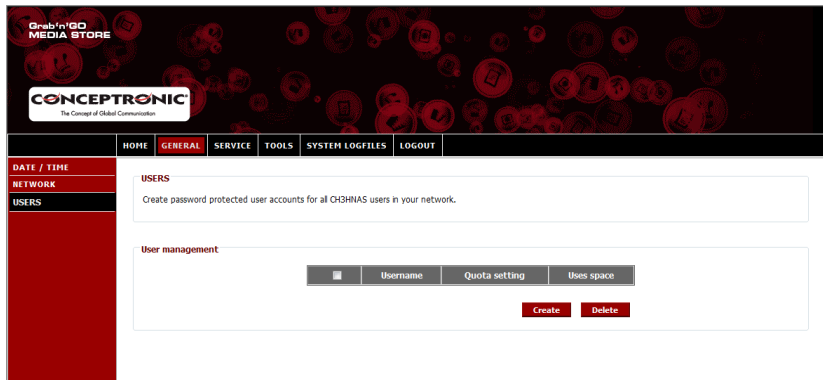 Grab'n'GO
MEDIA STORE
CONCEPTRONIC
The Concept of Global Communication
HOME GENERAL SERVICE TOOLS SYSTEM LOGFILES LOGOUT
DATE / TIME
NETWORK
USERS
USERS
Create password protected user accounts for all CH3HNAS users in your network.
User management
Username Quota setting Uses space
Create Delete